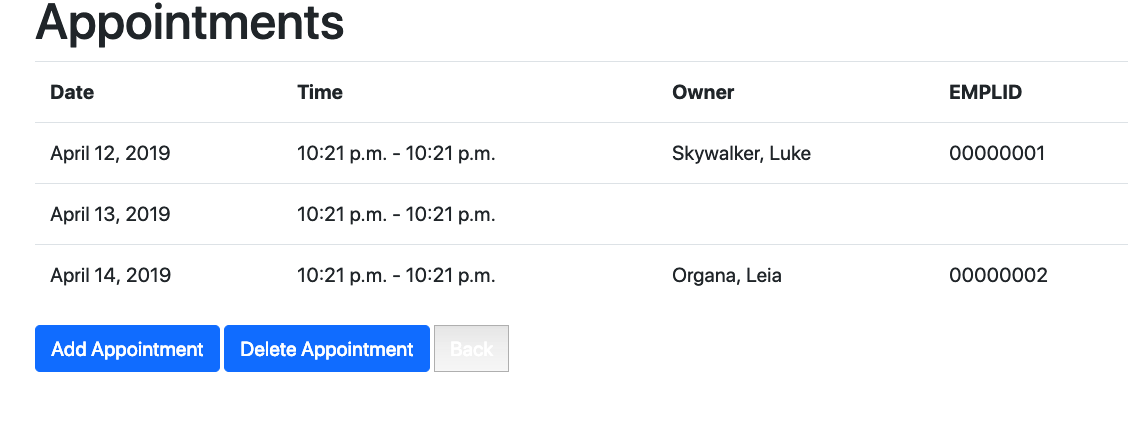 Appointments
Date Time Owner EMPLID
April 12, 2019 10:21 p.m. - 10:21 p.m. Skywalker, Luke 00000001
April 13, 2019 10:21 p.m. - 10:21 p.m.
April 14, 2019 10:21 p.m. - 10:21 p.m. Organa, Leia 00000002
Add Appointment Delete Appointment Back